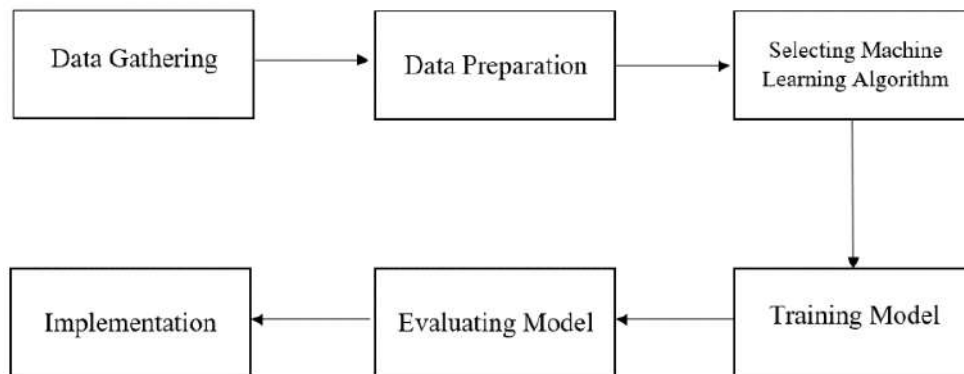 Data Gathering
Data Preparation
Selecting Machine
Learning Algorithm
Training Model
Evaluating Model
Implementation